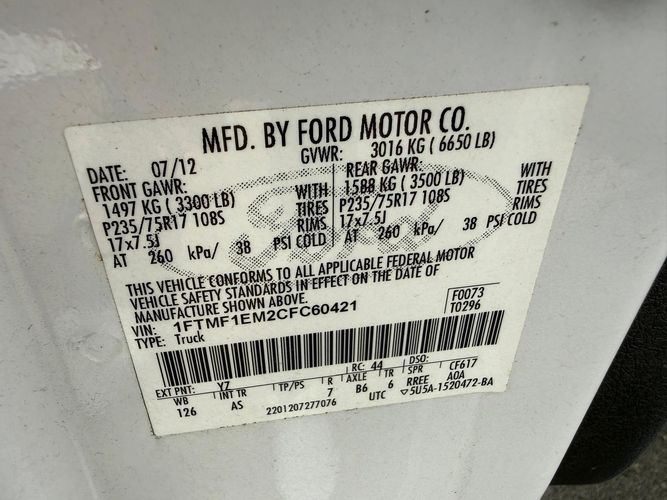 MFD. BY FORD MOTOR CO.
DATE: 07/12 GVWR: 3016 KG ( 6650 LB)
FRONT GAWR: REAR GAWR:
1497 KG ( 3300 LB) WITH 1588 KG ( 3500 LB) WITH
P235/75R17 108S TIRES P235/75R17 108S TIRES
17x7.5J RIMS 17x7.5J RIMS
AT 260 kPa/ 38 PSI COLD AT 260 kPa/ 38 PSI COLD
Ford
THIS VEHICLE CONFORMS TO ALL APPLICABLE FEDERAL MOTOR
VEHICLE SAFETY STANDARDS IN EFFECT ON THE DATE OF
MANUFACTURE SHOWN ABOVE.
VIN: 1FTMF1EM2CFC60421 F0073
TYPE: Truck T0296
EXT PNT: YZ RC: 44 DSO:
WB INT TR TP/PS R AXLE TR SPR CF617
126 AS 7 B6 6 RREE A0A
2201207277076 UTC ▽5U5A-1520472-BA